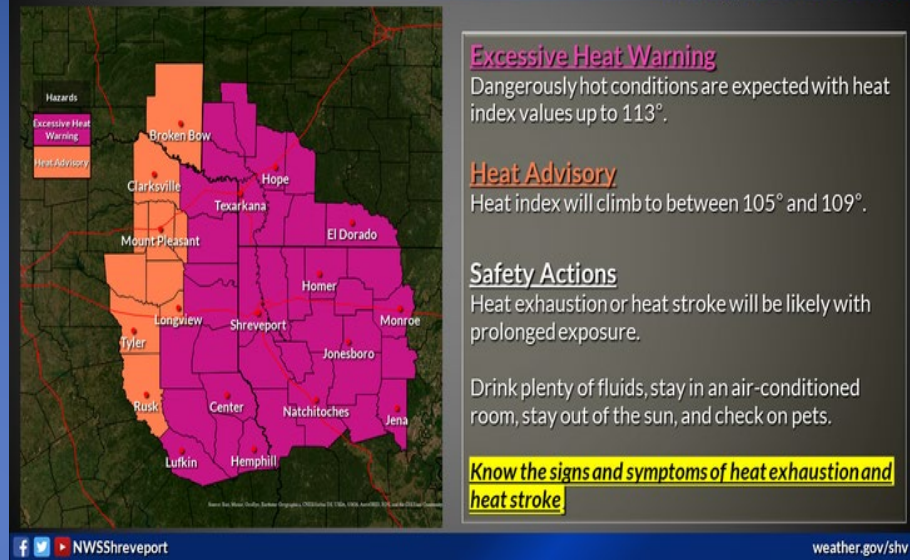 Hazards
Excessive Heat
Warning
Heat Advisory
Broken Bow
Clarksville
Hope
Texarkana
Mount Pleasant
El Dorado
Homer
Longview
Shreveport
Monroe
Tyler
Jonesboro
Rusk
Center
Natchitoches
Jena
Lufkin
Hemphill
Excessive Heat Warning
Dangerously hot conditions are expected with heat
index values up to 113°.
Heat Advisory
Heat index will climb to between 105° and 109°.
Safety Actions
Heat exhaustion or heat stroke will be likely with
prolonged exposure.
Drink plenty of fluids, stay in an air-conditioned
room, stay out of the sun, and check on pets.
Know the signs and symptoms of heat exhaustion and
heat stroke
NWSShreveport
weather.gov/shv